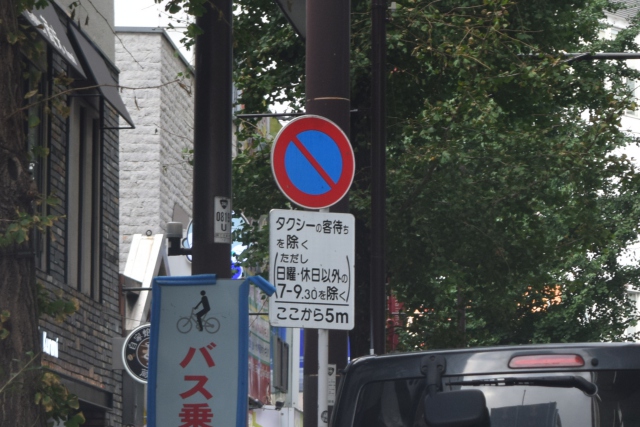 タクシーの客待ち
を除く
(ただし
日曜・休日以外の
7-9.30を除く)
ここから5m
バス乗